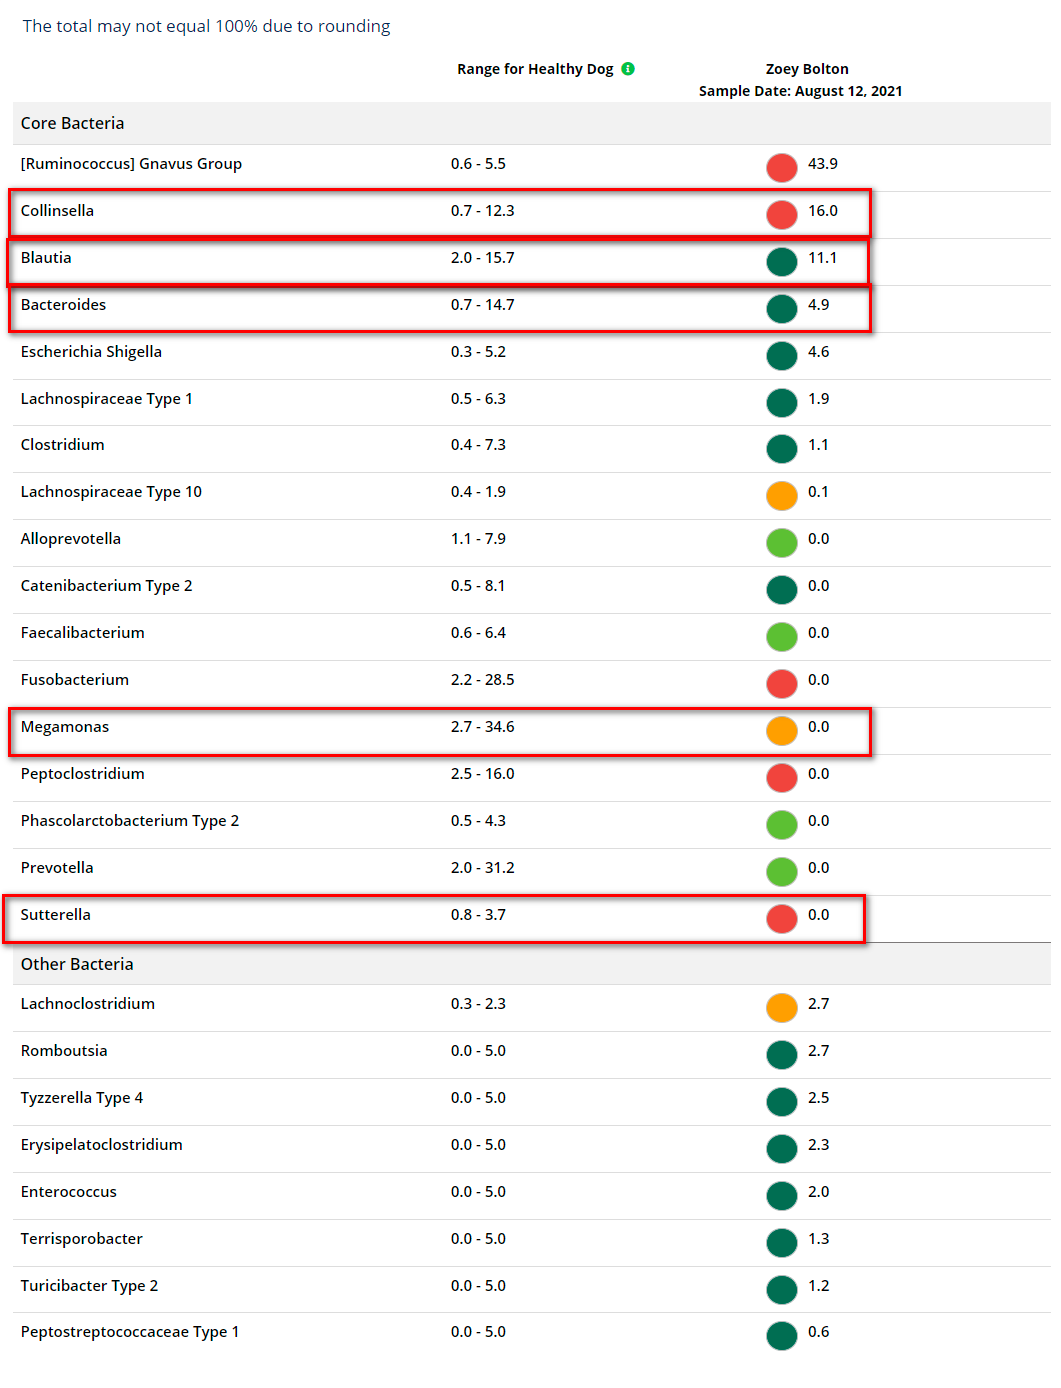 The total may not equal 100% due to rounding
Range for Healthy Dog Zoey Bolton
Sample Date: August 12, 2021
Core Bacteria
[Ruminococcus] Gnavus Group 0.6 - 5.5 43.9
Collinsella 0.7 - 12.3 16.0
Blautia 2.0 - 15.7 11.1
Bacteroides 0.7 - 14.7 4.9
Escherichia Shigella 0.3 - 5.2 4.6
Lachnospiraceae Type 1 0.5 - 6.3 1.9
Clostridium 0.4 - 7.3 1.1
Lachnospiraceae Type 10 0.4 - 1.9 0.1
Alloprevotella 1.1 - 7.9 0.0
Catenibacterium Type 2 0.5 - 8.1 0.0
Faecalibacterium 0.6 - 6.4 0.0
Fusobacterium 2.2 - 28.5 0.0
Megamonas 2.7 - 34.6 0.0
Peptoclostridium 2.5 - 16.0 0.0
Phascolarctobacterium Type 2 0.5 - 4.3 0.0
Prevotella 2.0 - 31.2 0.0
Sutterella 0.8 - 3.7 0.0
Other Bacteria
Lachnoclostridium 0.3 - 2.3 2.7
Romboutsia 0.0 - 5.0 2.7
Tyzzerella Type 4 0.0 - 5.0 2.5
Erysipelatoclostridium 0.0 - 5.0 2.3
Enterococcus 0.0 - 5.0 2.0
Terrisporobacter 0.0 - 5.0 1.3
Turicibacter Type 2 0.0 - 5.0 1.2
Peptostreptococcaceae Type 1 0.0 - 5.0 0.6